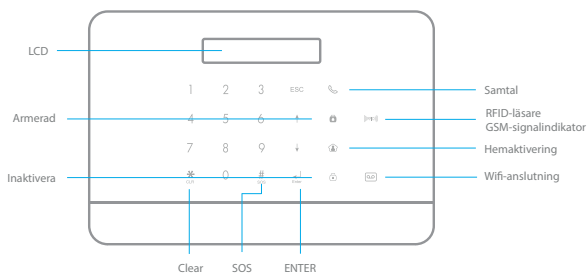 LCD
1 2 3 ESC
Samtal
Armerad
4 5 6
RFID-läsare
GSM-signalindikator
7 8 9
Hemaktivering
Inaktivera
* 0 #
Wifi-anslutning
Clear SOS ENTER